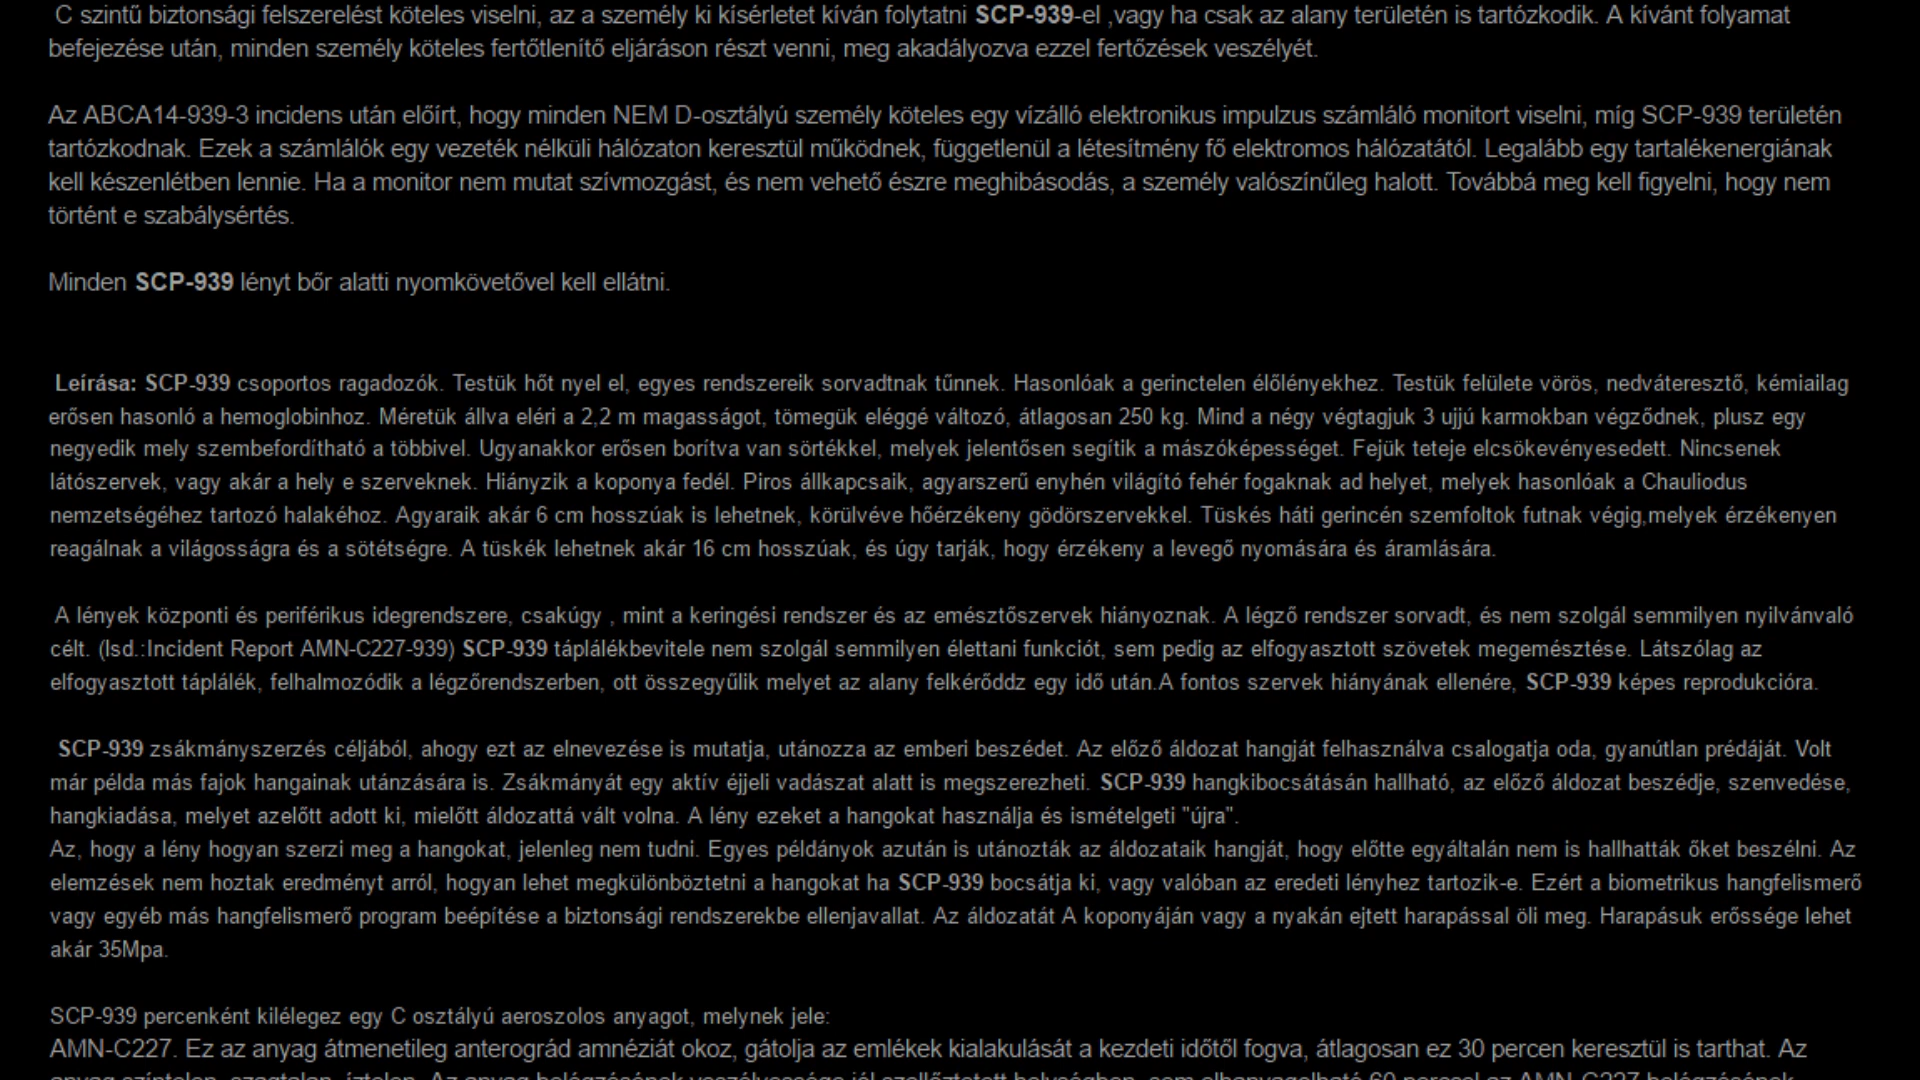 C szintű biztonsági felszerelést köteles viselni, az a személy ki kísérletet kíván folytatni SCP-939-el ,vagy ha csak az alany területén is tartózkodik. A kívánt folyamat
befejezése után, minden személy köteles fertőtlenítő eljáráson részt venni, meg akadályozva ezzel fertőzések veszélyét.
Az ABCA14-939-3 incidens után előírt, hogy minden NEM D-osztályú személy köteles egy vízálló elektronikus impulzus számláló monitort viselni, míg SCP-939 területén
tartózkodnak. Ezek a számlálók egy vezeték nélküli hálózaton keresztül működnek, függetlenül a létesítmény fő elektromos hálózatától. Legalább egy tartalékenergiának
kell készenlétben lennie. Ha a monitor nem mutat szívmozgást, és nem vehető észre meghibásodás, a személy valószínűleg halott. Továbbá meg kell figyelni, hogy nem
történt e szabálysértés.
Minden SCP-939 lényt bőr alatti nyomkövetővel kell ellátni.
Leírása: SCP-939 csoportos ragadozók. Testük hőt nyel el, egyes rendszereik sorvadtnak tűnnek. Hasonlóak a gerinctelen élőlényekhez. Testük felülete vörös, nedváteresztő, kémiailag
erősen hasonló a hemoglobinhoz. Méretük állva eléri a 2,2 m magasságot, tömegük eléggé változó, átlagosan 250 kg. Mind a négy végtagjuk 3 ujjú karmokban végződnek, plusz egy
negyedik mely szembefordítható a többivel. Ugyanakkor erősen borítva van sörtékkel, melyek jelentősen segítik a mászóképességet. Fejük teteje elcsökevényesedett. Nincsenek
látószervek, vagy akár a hely e szerveknek. Hiányzik a koponya fedél. Piros állkapcsaik, agyarszerű enyhén világító fehér fogaknak ad helyet, melyek hasonlóak a Chauliodus
nemzetségéhez tartozó halakéhoz. Agyaraik akár 6 cm hosszúak is lehetnek, körülvéve hőérzékeny gödörszervekkel. Tüskés háti gerincén szemfoltok futnak végig,melyek érzékenyen
reagálnak a világosságra és a sötétségre. A tüskék lehetnek akár 16 cm hosszúak, és úgy tarják, hogy érzékeny a levegő nyomására és áramlására.
A lények központi és periférikus idegrendszere, csakúgy , mint a keringési rendszer és az emésztőszervek hiányoznak. A légző rendszer sorvadt, és nem szolgál semmilyen nyilvánvaló
célt. (lsd.:Incident Report AMN-C227-939) SCP-939 táplálékbevitele nem szolgál semmilyen élettani funkciót, sem pedig az elfogyasztott szövetek megemésztése. Látszólag az
elfogyasztott táplálék, felhalmozódik a légzőrendszerben, ott összegyűlik melyet az alany felkérőddz egy idő után.A fontos szervek hiányának ellenére, SCP-939 képes reprodukcióra.
SCP-939 zsákmányszerzés céljából, ahogy ezt az elnevezése is mutatja, utánozza az emberi beszédet. Az előző áldozat hangját felhasználva csalogatja oda, gyanútlan prédáját. Volt
már példa más fajok hangainak utánzására is. Zsákmányát egy aktív éjjeli vadászat alatt is megszerezheti. SCP-939 hangkibocsátásán hallható, az előző áldozat beszédje, szenvedése,
hangkiadása, melyet azelőtt adott ki, mielőtt áldozattá vált volna. A lény ezeket a hangokat használja és ismételgeti "újra".
Az, hogy a lény hogyan szerzi meg a hangokat, jelenleg nem tudni. Egyes példányok azután is utánozták az áldozataik hangját, hogy előtte egyáltalán nem is hallhatták őket beszélni. Az
elemzések nem hoztak eredményt arról, hogyan lehet megkülönböztetni a hangokat ha SCP-939 bocsátja ki, vagy valóban az eredeti lényhez tartozik-e. Ezért a biometrikus hangfelismerő
vagy egyéb más hangfelismerő program beépítése a biztonsági rendszerekbe ellenjavallat. Az áldozatát A koponyáján vagy a nyakán ejtett harapással öli meg. Harapásuk erőssége lehet
akár 35Mpa.
SCP-939 percenként kilélegez egy C osztályú aeroszolos anyagot, melynek jele:
AMN-C227. Ez az anyag átmenetileg anterográd amnéziát okoz, gátolja az emlékek kialakulását a kezdeti időtől fogva, átlagosan ez 30 percen keresztül is tarthat. Az